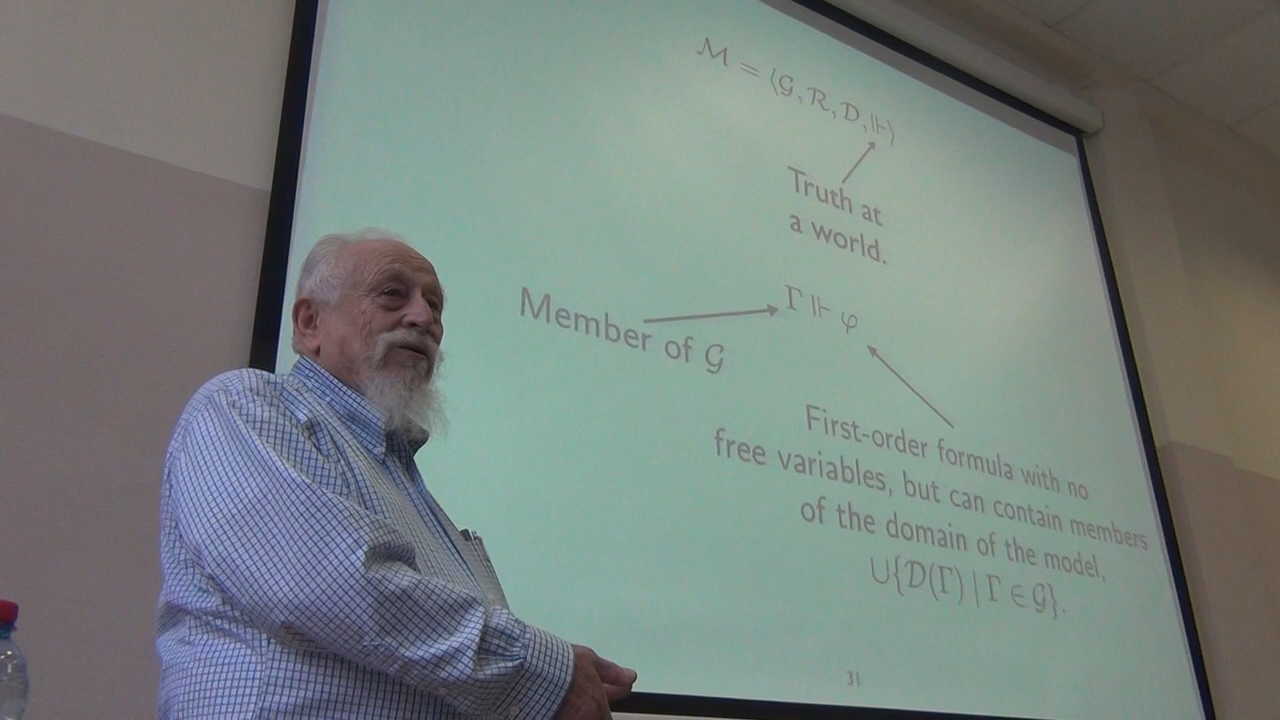 ℳ = ⟨𝒢, ℛ, 𝒟, ⊩⟩
Truth at
a world.
Member of 𝒢
Γ ⊩ φ
First-order formula with no
free variables, but can contain members
of the domain of the model,
∪{𝒟(Γ) | Γ ∈ 𝒢}.
31